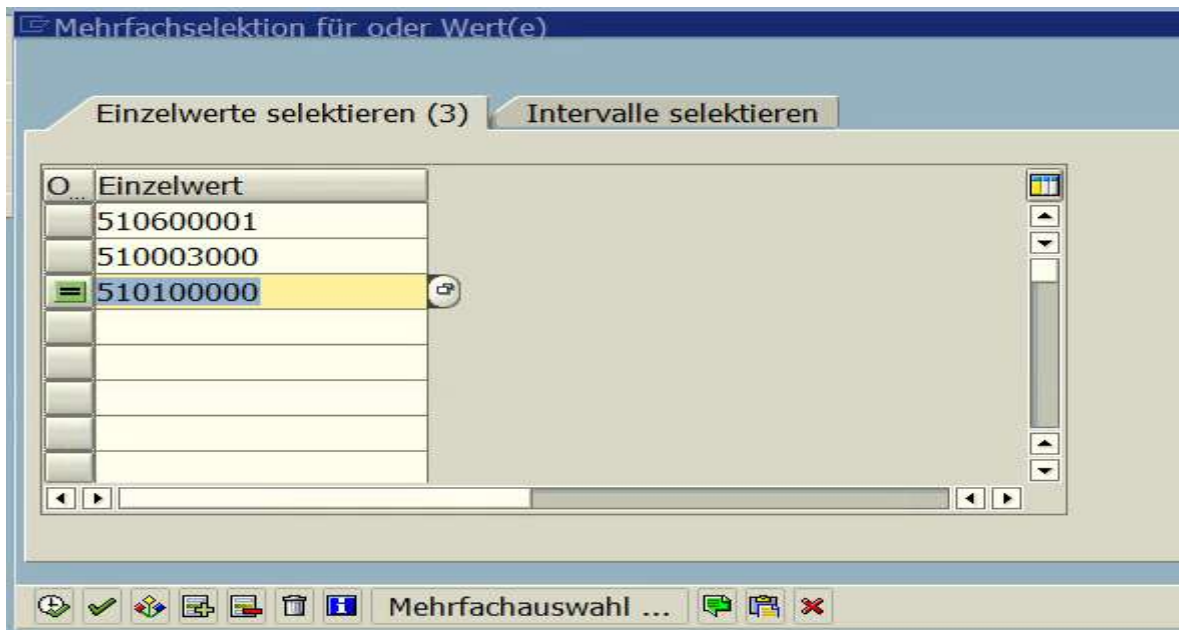 Mehrfachselektion für oder Wert(e)
Einzelwerte selektieren (3) Intervalle selektieren
O... Einzelwert
510600001
510003000
510100000
Mehrfachauswahl ...